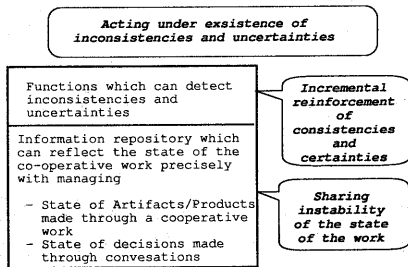 Acting under exsistence of
inconsistencies and uncertainties
Functions which can detect
inconsistencies and
uncertainties
Incremental
reinforcement
of
consistencies
and
certainties
Information repository which
can reflect the state of the
co-operative work precisely
with managing
- State of Artifacts/Products
made through a cooperative
work
- State of decisions made
through convesations
Sharing
instability
of the state
of the work